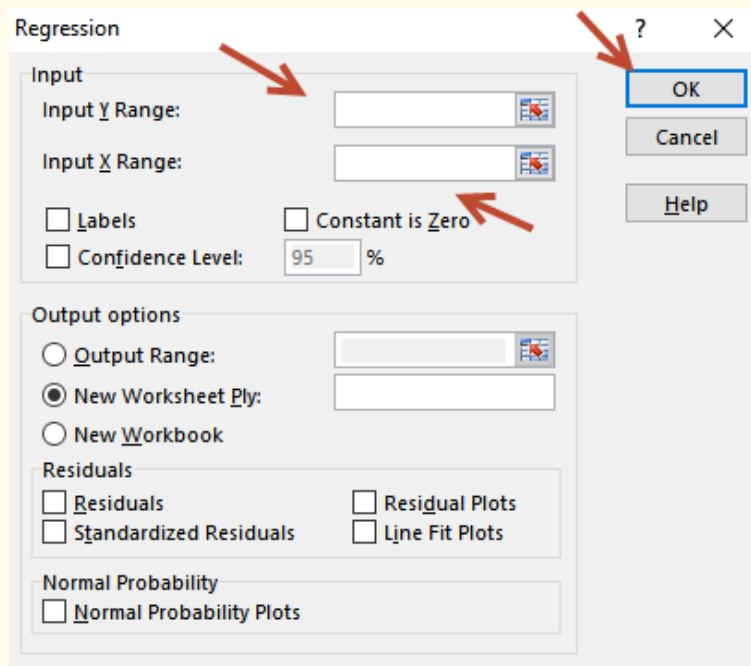 Regression ? ×
Input
Input Y Range:
OK
Cancel
Input X Range:
Help
Labels Constant is Zero
Confidence Level: 95 %
Output options
Output Range:
New Worksheet Ply:
New Workbook
Residuals
Residuals Residual Plots
Standardized Residuals Line Fit Plots
Normal Probability
Normal Probability Plots